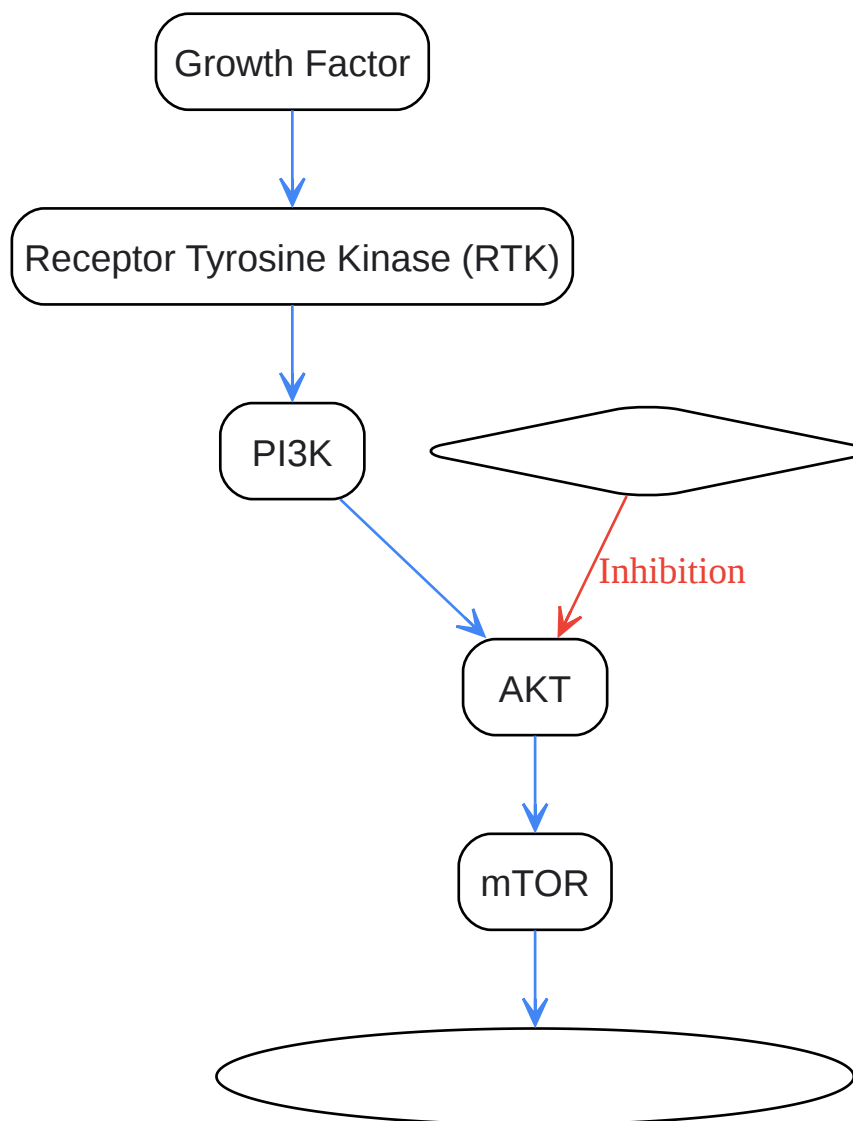 Growth Factor
Receptor Tyrosine Kinase (RTK)
PI3K
Inhibition
AKT
mTOR